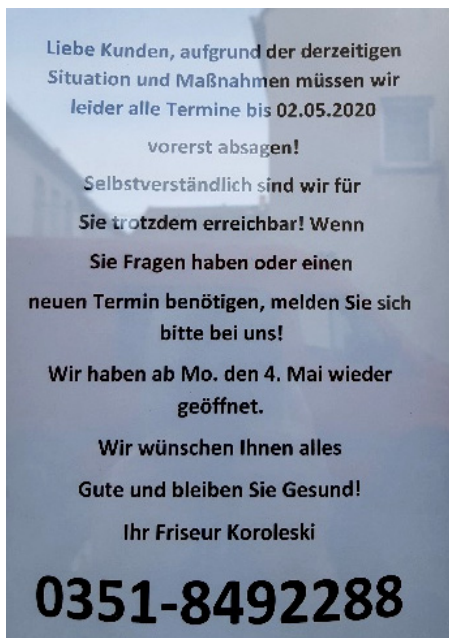 Liebe Kunden, aufgrund der derzeitigen
Situation und Maßnahmen müssen wir
leider alle Termine bis 02.05.2020
vorerst absagen!
Selbstverständlich sind wir für
Sie trotzdem erreichbar! Wenn
Sie Fragen haben oder einen
neuen Termin benötigen, melden Sie sich
bitte bei uns!
Wir haben ab Mo. den 4. Mai wieder
geöffnet.
Wir wünschen Ihnen alles
Gute und bleiben Sie Gesund!
Ihr Friseur Koroleski
0351-8492288